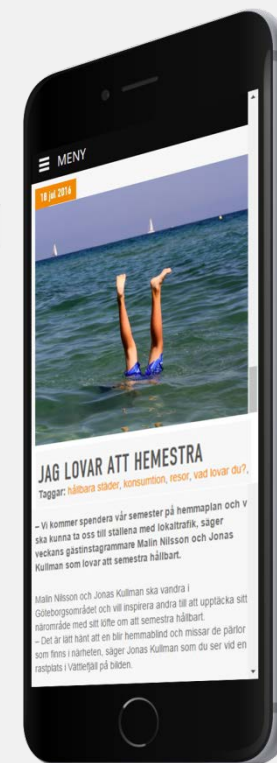 MENY
18 jul 2016
JAG LOVAR ATT HEMESTRA
Taggar: hållbara städer, konsumtion, resor, vad lovar du?,
– Vi kommer spendera vår semester på hemmaplan och v
ska kunna ta oss till ställena med lokaltrafik, säger
veckans gästinstagrammare Malin Nilsson och Jonas
Kullman som lovar att semestra hållbart.
Malin Nilsson och Jonas Kullman ska vandra i
Göteborgsområdet och vill inspirera andra till att upptäcka sitt
närområde med sitt löfte om att semestra hållbart.
– Det är lätt hänt att en blir hemmablind och missar de pärlor
som finns i närheten, säger Jonas Kullman som du ser vid en
rastplats i Vättlefjäll på bilden.